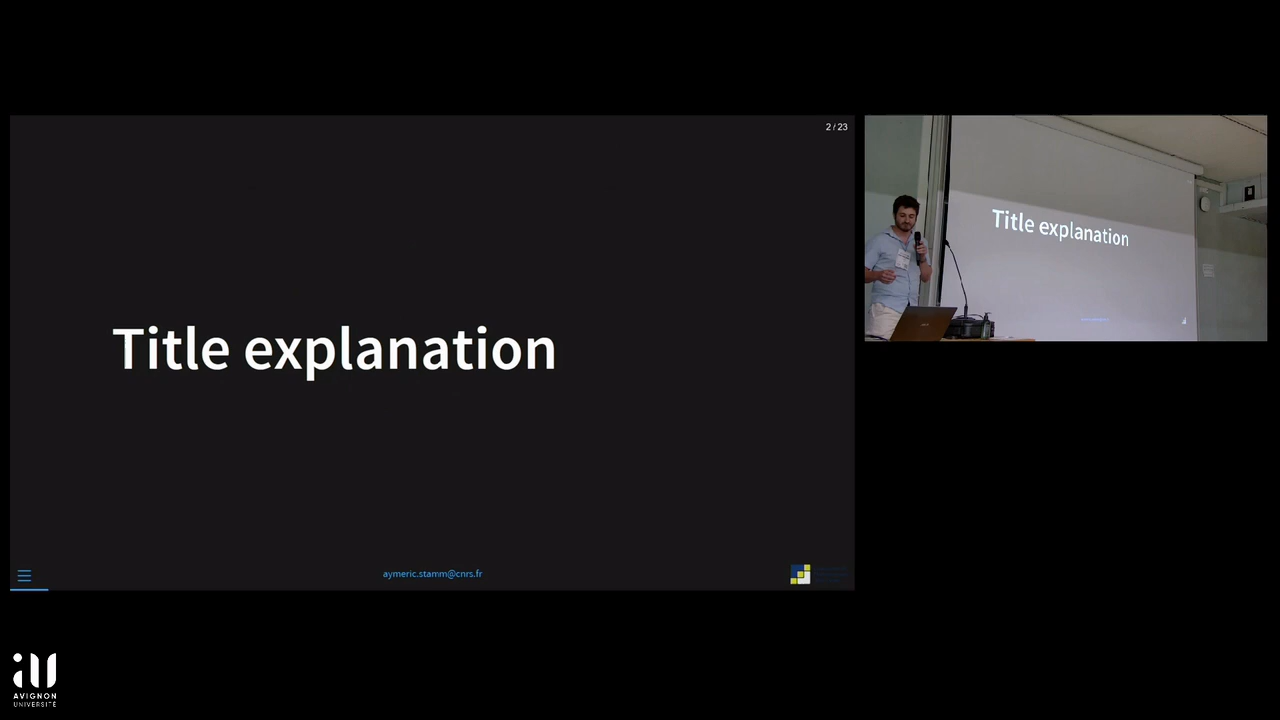 2 / 23
Title explanation
aymeric.stamm@cnrs.fr
Title explanation
AVIGNON
UNIVERSITÉ